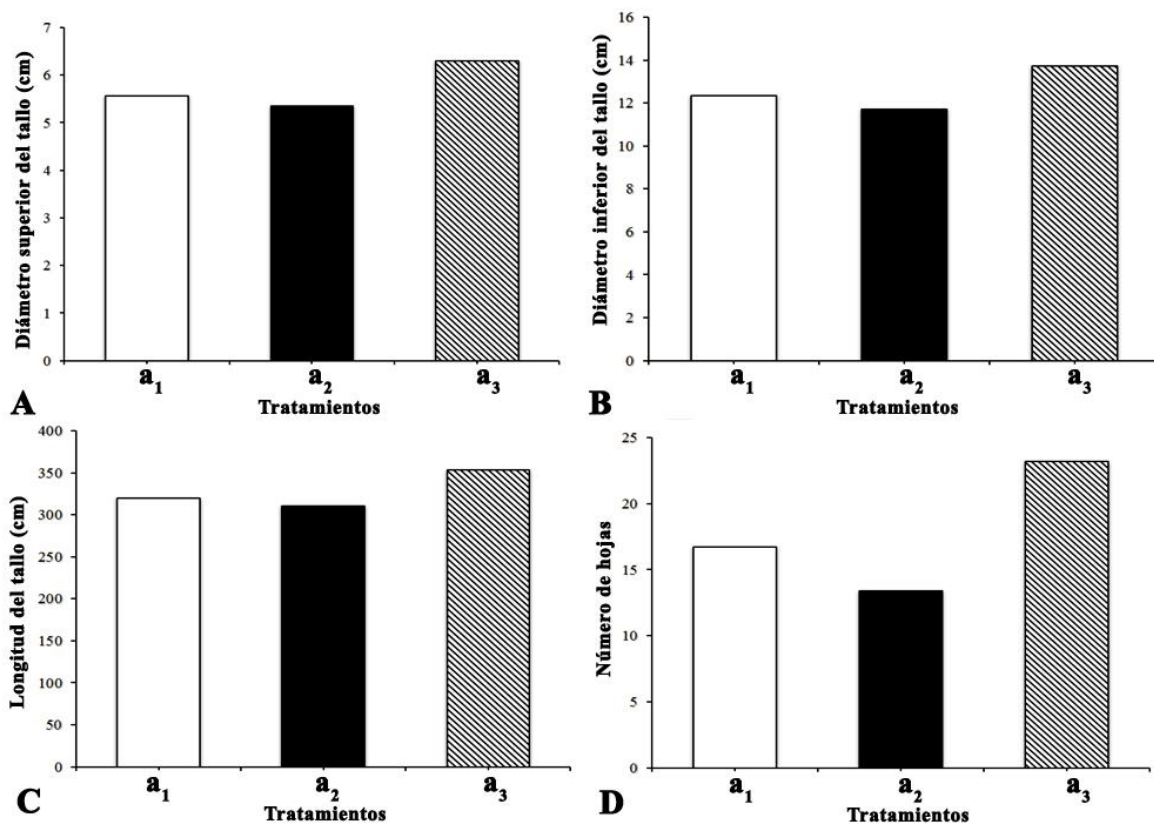 Diámetro superior del tallo (cm)
7
6
5
4
3
2
1
0
a1
a2
a3
Tratamientos
A
Diámetro inferior del tallo (cm)
16
14
12
10
8
6
4
2
0
a1
a2
a3
Tratamientos
B
Longitud del tallo (cm)
400
350
300
250
200
150
100
50
0
a1
a2
a3
Tratamientos
C
Número de hojas
25
20
15
10
5
0
a1
a2
a3
Tratamientos
D